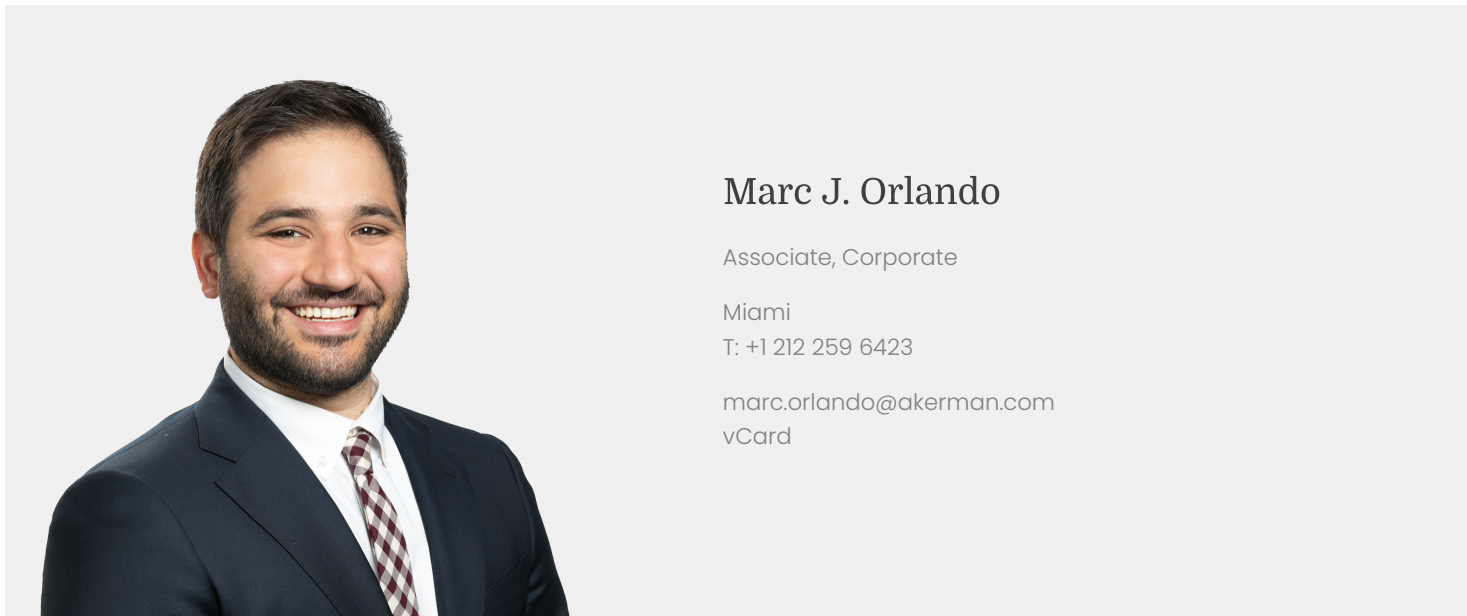 Marc J. Orlando
Associate, Corporate
Miami
T: +1 212 259 6423
marc.orlando@akerman.com
vCard